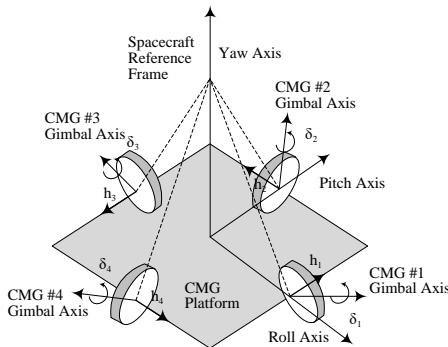 Spacecraft
Reference
Frame
Yaw Axis
CMG #2
Gimbal Axis
δ2
CMG #3
Gimbal Axis
δ3
h3
h2
Pitch Axis
δ4
h1
CMG #4
Gimbal Axis
h4
CMG
Platform
CMG #1
Gimbal Axis
δ1
Roll Axis